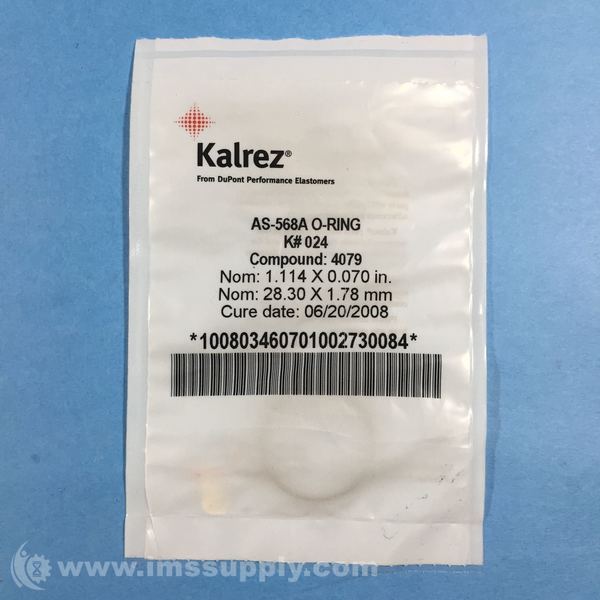 Kalrez®
From DuPont Performance Elastomers
AS-568A O-RING
K# 024
Compound: 4079
Nom: 1.114 X 0.070 in.
Nom: 28.30 X 1.78 mm
Cure date: 06/20/2008
*100803460701002730084*
www.imssupply.com